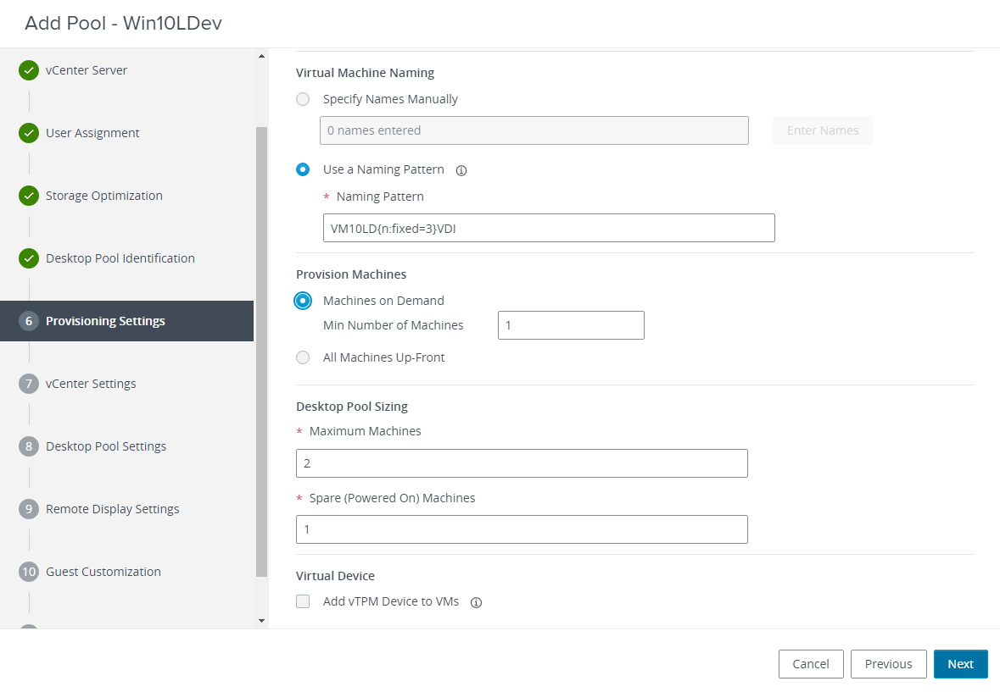 Add Pool - Win10LDev
vCenter Server
User Assignment
Storage Optimization
Desktop Pool Identification
6 Provisioning Settings
7 vCenter Settings
8 Desktop Pool Settings
9 Remote Display Settings
10 Guest Customization
Virtual Machine Naming
Specify Names Manually
0 names entered Enter Names
Use a Naming Pattern
* Naming Pattern
VM10LD{n:fixed=3}VDI
Provision Machines
Machines on Demand
Min Number of Machines 1
All Machines Up-Front
Desktop Pool Sizing
* Maximum Machines
2
* Spare (Powered On) Machines
1
Virtual Device
Add vTPM Device to VMs
Cancel Previous Next